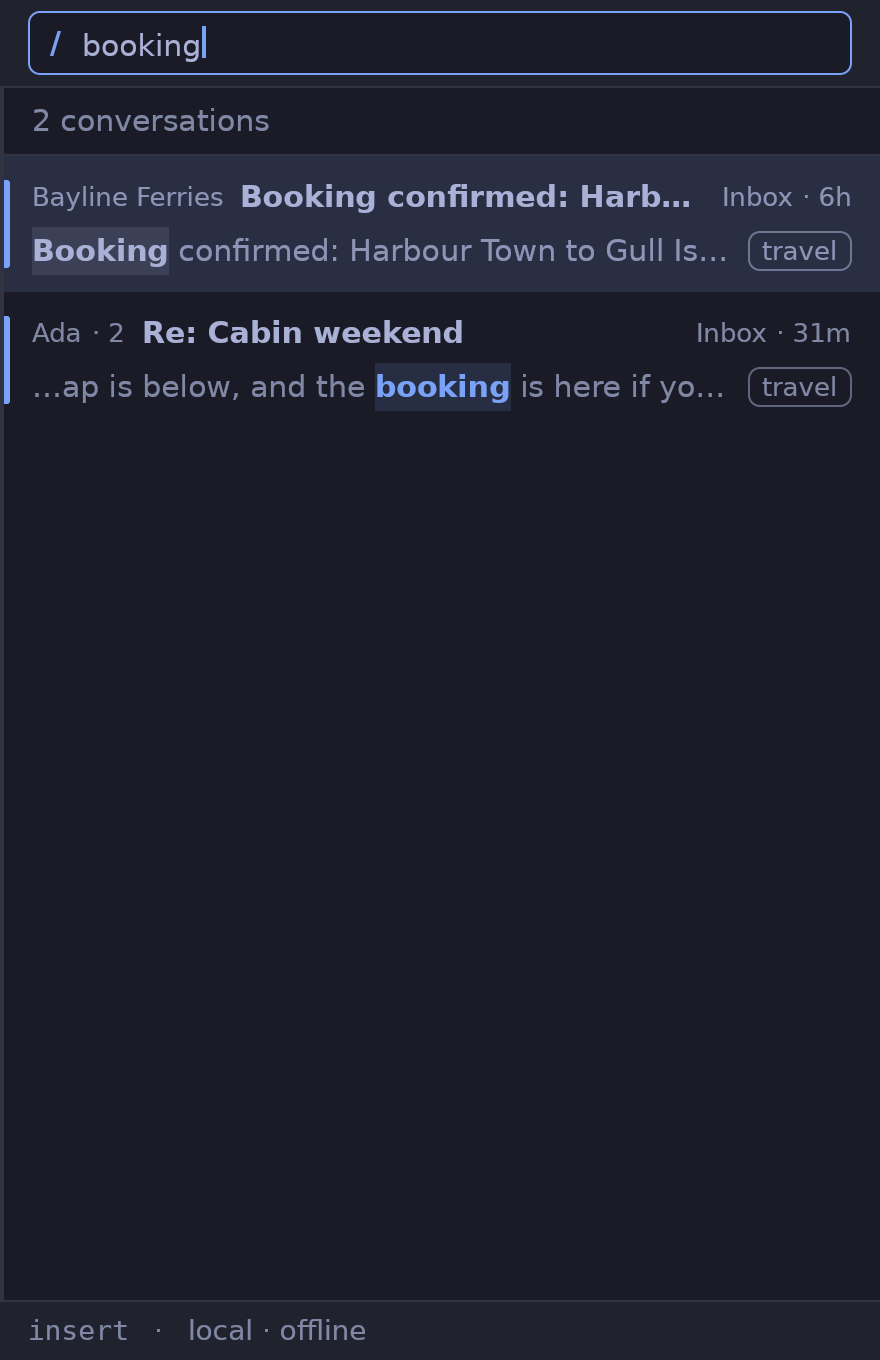 / booking
2 conversations
Bayline Ferries Booking confirmed: Harb… Inbox · 6h
Booking confirmed: Harbour Town to Gull Is… travel
Ada · 2 Re: Cabin weekend Inbox · 31m
…ap is below, and the booking is here if yo… travel
insert · local · offline